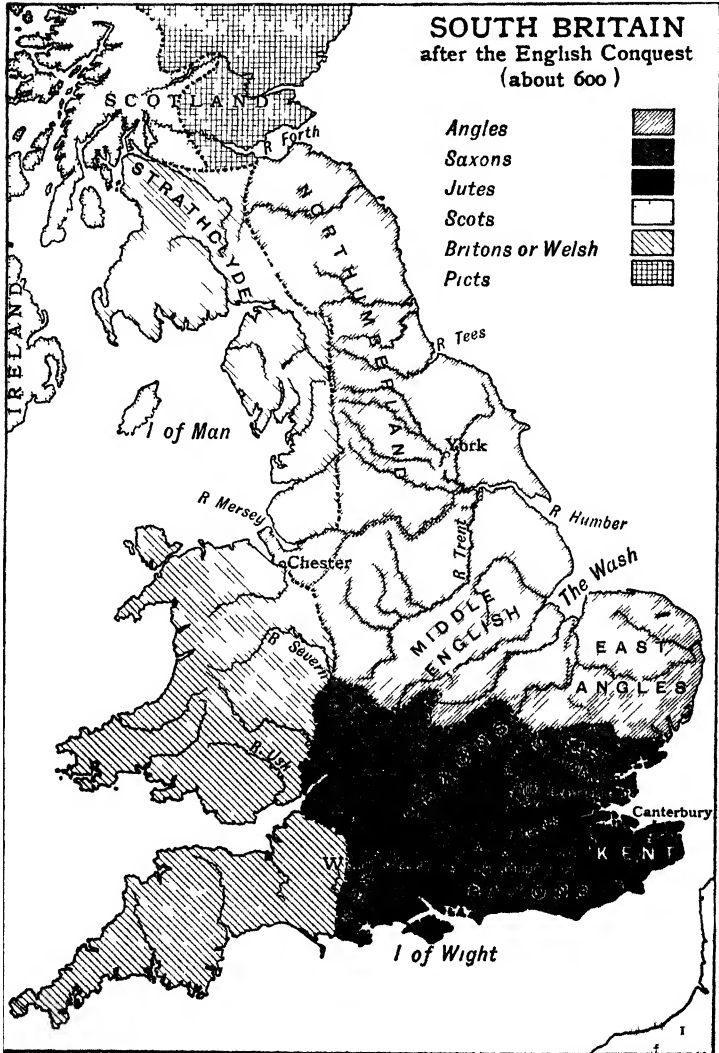 SOUTH BRITAIN
after the English Conquest
(about 600)
Angles
Saxons
Jutes
Scots
Britons or Welsh
Picts
SCOTLAND
R Forth
STRATHCLYDE
NORTHUMBERLAND
IRELAND
R Tees
I of Man
York
R Mersey
R Humber
R Trent
Chester
The Wash
MIDDLE
ENGLISH
R Severn
EAST
ANGLES
R. Usk
Canterbury
KENT
W
I of Wight